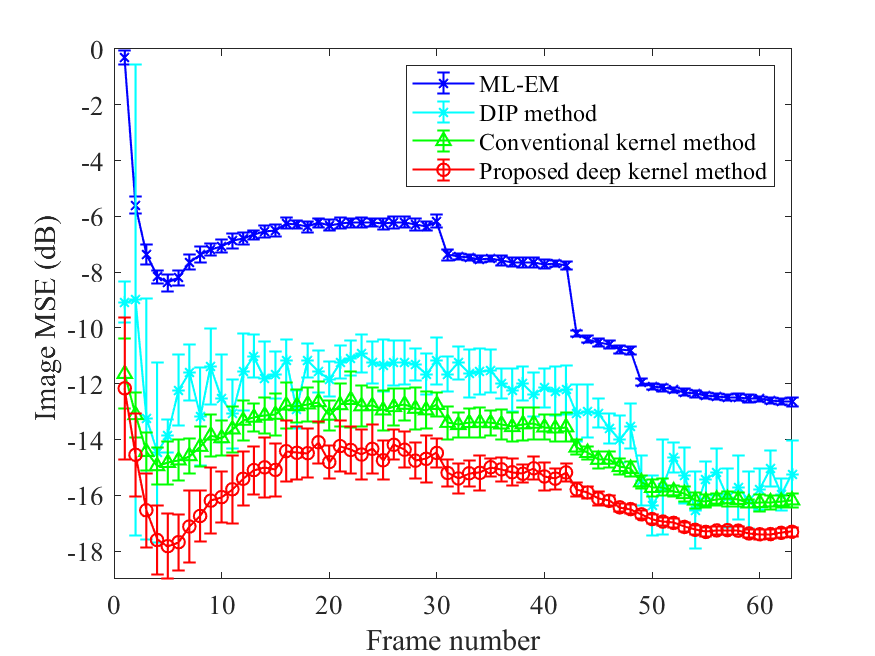 0
-2
-4
-6
-8
-10
-12
-14
-16
-18
Image MSE (dB)
ML-EM
DIP method
Conventional kernel method
Proposed deep kernel method
0 10 20 30 40 50 60
Frame number